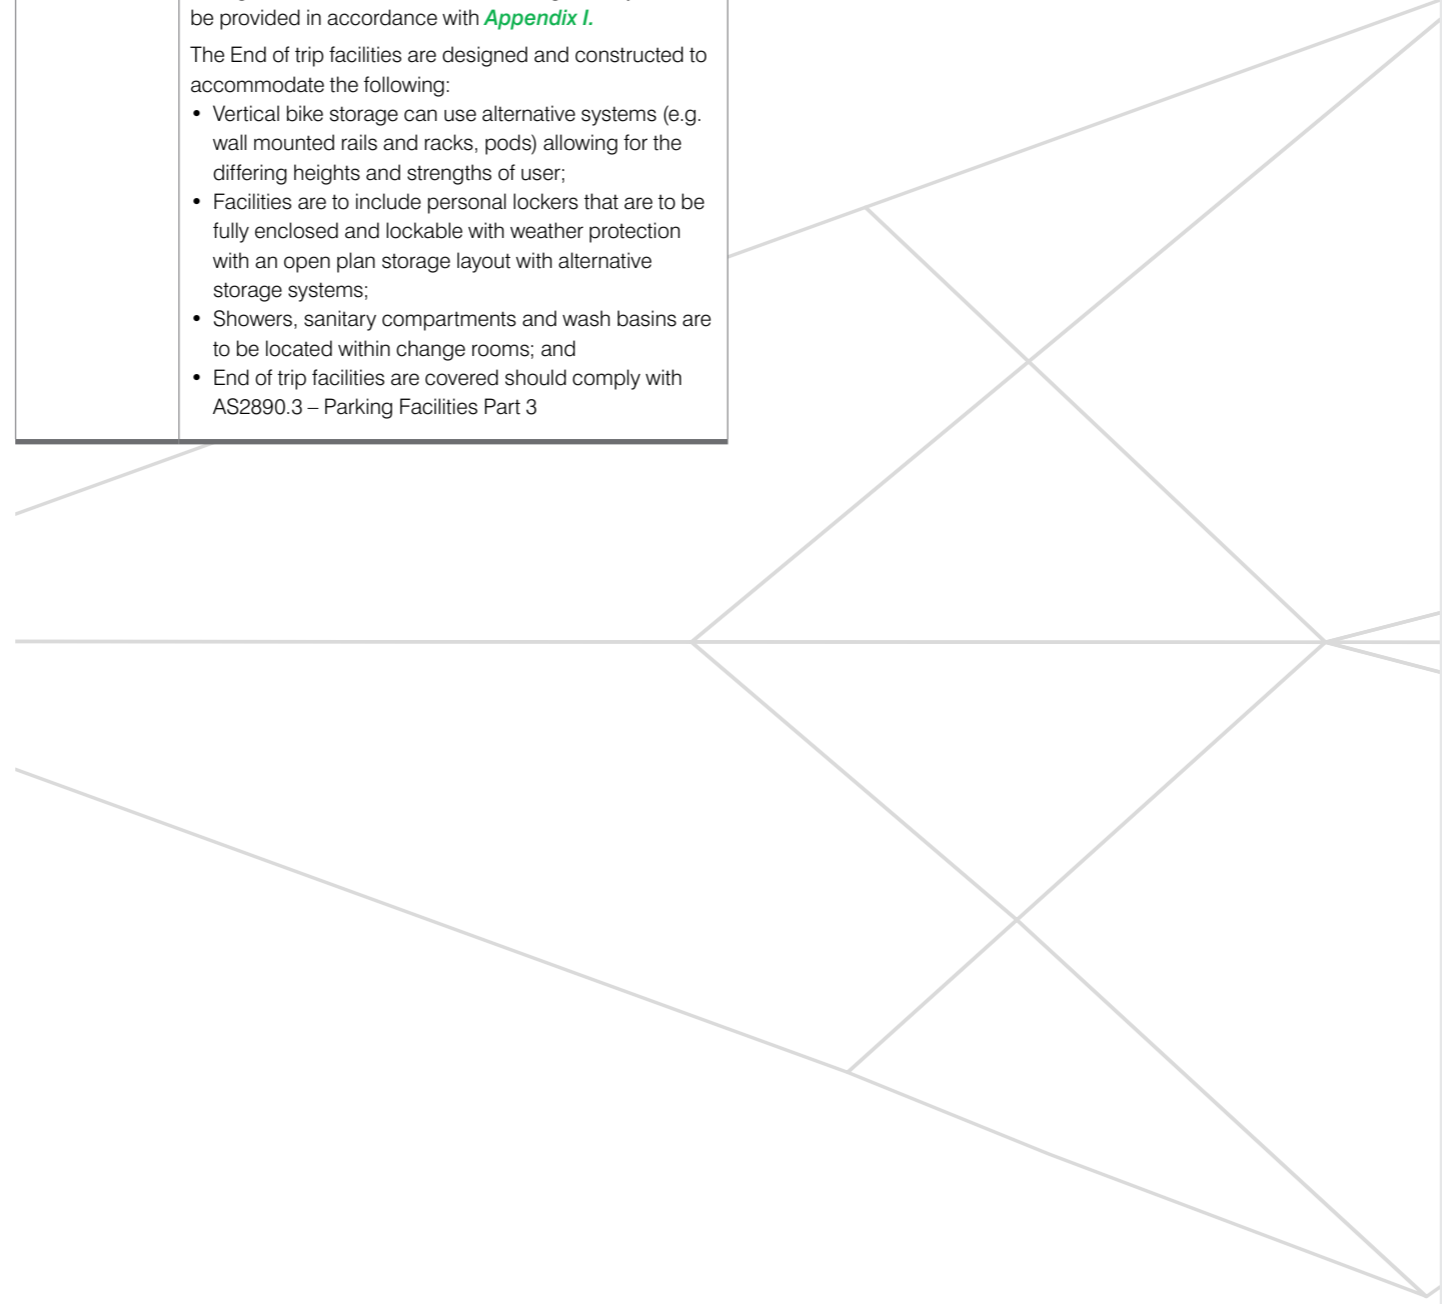 be provided in accordance with Appendix I.
The End of trip facilities are designed and constructed to
accommodate the following:
• Vertical bike storage can use alternative systems (e.g.
wall mounted rails and racks, pods) allowing for the
differing heights and strengths of user;
• Facilities are to include personal lockers that are to be
fully enclosed and lockable with weather protection
with an open plan storage layout with alternative
storage systems;
• Showers, sanitary compartments and wash basins are
to be located within change rooms; and
• End of trip facilities are covered should comply with
AS2890.3 – Parking Facilities Part 3